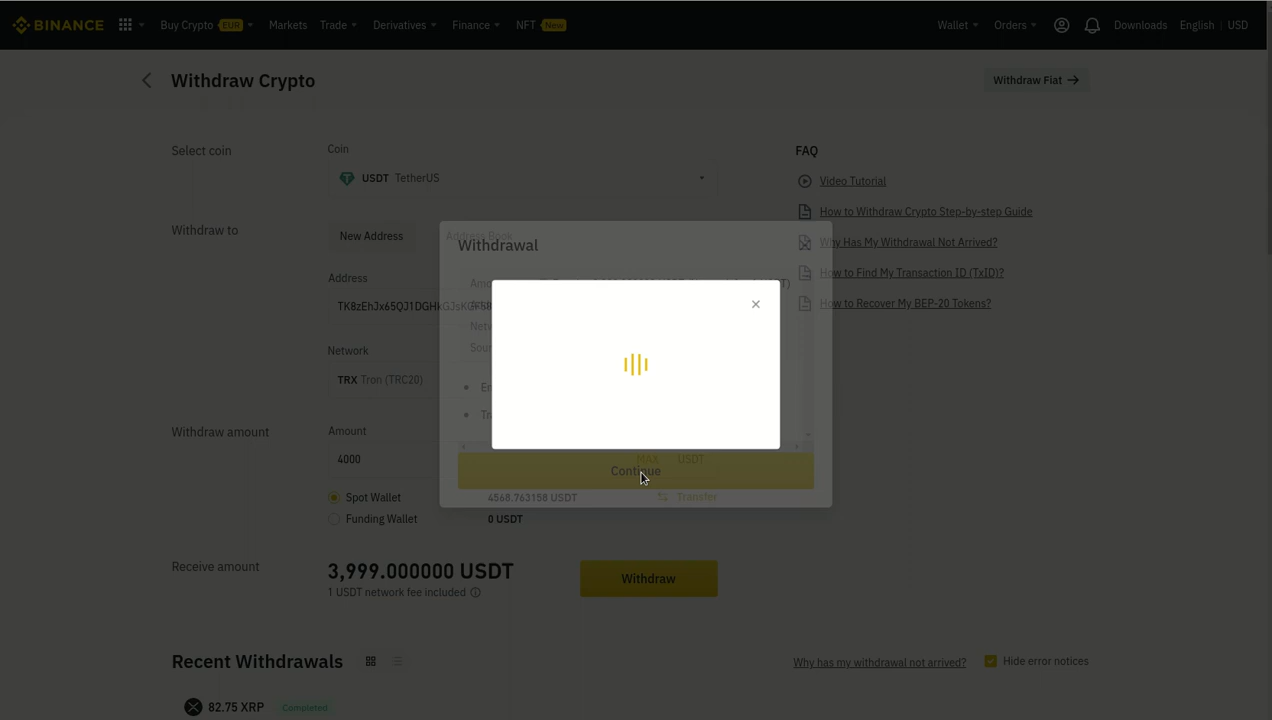 BINANCE Buy Crypto EUR Markets Trade Derivatives Finance NFT New Wallet Orders Downloads English | USD
Withdraw Crypto
Withdraw Fiat →
Select coin
Coin
USDT TetherUS
Withdraw to
New Address Address Book
Address
Network
TRX Tron (TRC20)
Withdraw amount
Amount
4000
MAX USDT
Spot Wallet
4568.763158 USDT
Transfer
Funding Wallet
0 USDT
Receive amount
3,999.000000 USDT
1 USDT network fee included
Withdraw
FAQ
Video Tutorial
How to Withdraw Crypto Step-by-step Guide
Why Has My Withdrawal Not Arrived?
How to Find My Transaction ID (TxID)?
How to Recover My BEP-20 Tokens?
Withdrawal
Continue
Recent Withdrawals
Why has my withdrawal not arrived?
Hide error notices
82.75 XRP
Completed